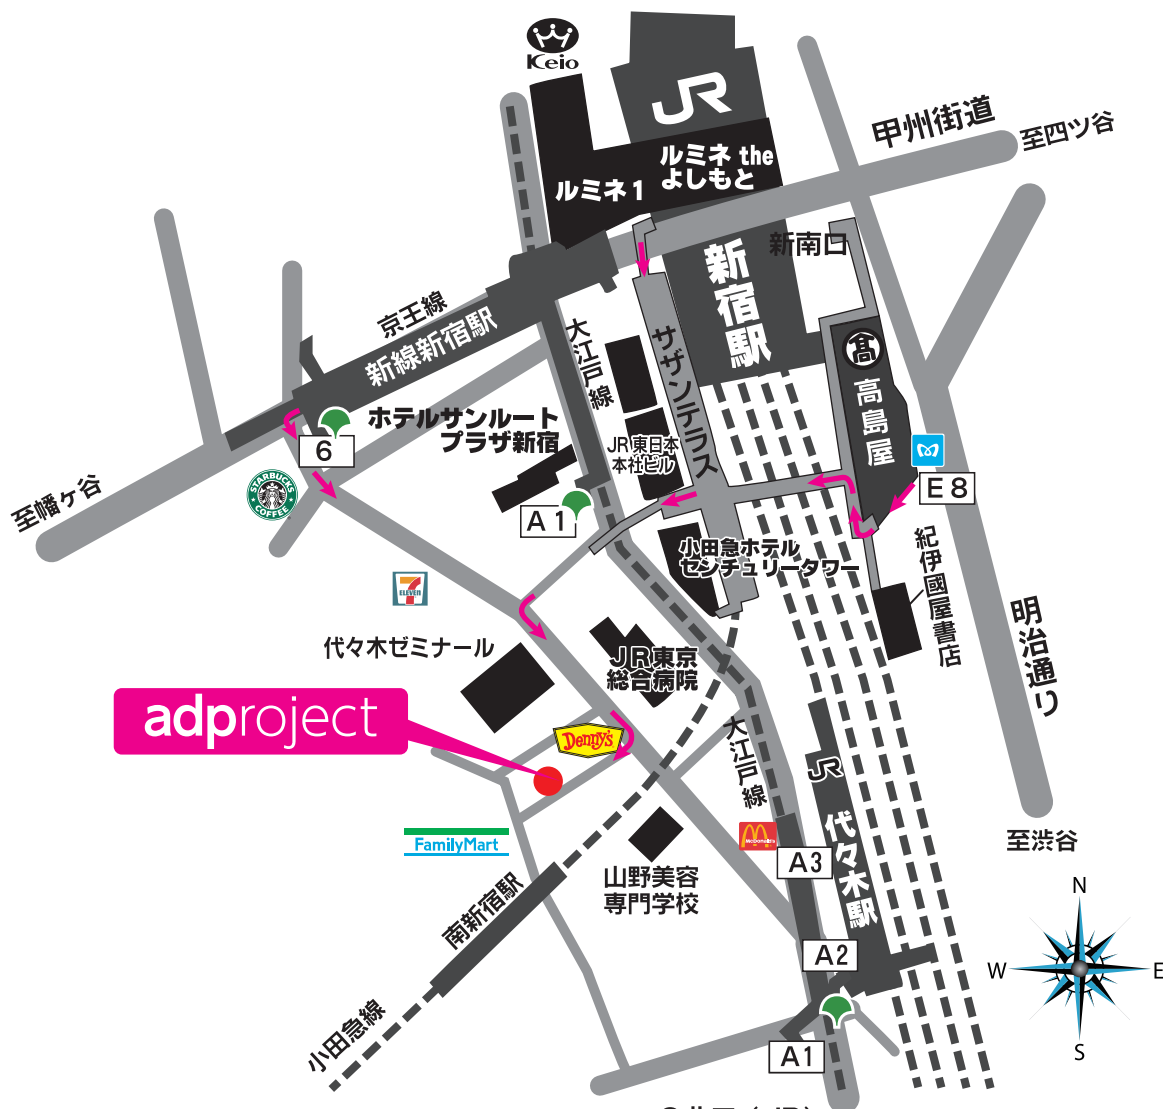 Keio
JR
甲州街道
至四ツ谷
ルミネ the
よしもと
ルミネ1
新南口
新宿駅
京王線
新線新宿駅
大江戸線
サザンテラス
髙
高島屋
ホテルサンルート
プラザ新宿
JR東日本
本社ビル
6
STARBUCKS
COFFEE
至幡ヶ谷
A1
E8
小田急ホテル
センチュリータワー
紀伊國屋書店
明治通り
7
ELEVEN
代々木ゼミナール
JR東京
総合病院
adproject
Denny's
大江戸線
JR
代々木駅
McDonald's
A3
至渋谷
FamilyMart
山野美容
専門学校
南新宿駅
小田急線
A2
A1
N
W
E
S